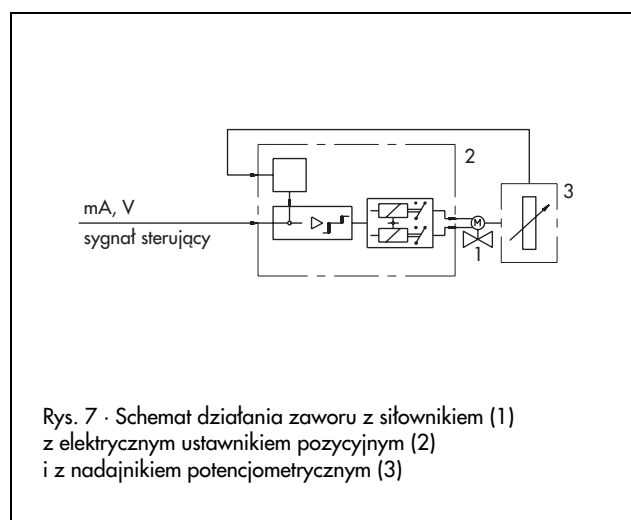 2
3
mA, V
sygnał sterujący
M
1
Rys. 7 · Schemat działania zaworu z siłownikiem (1)
z elektrycznym ustawnikiem pozycyjnym (2)
i z nadajnikiem potencjometrycznym (3)